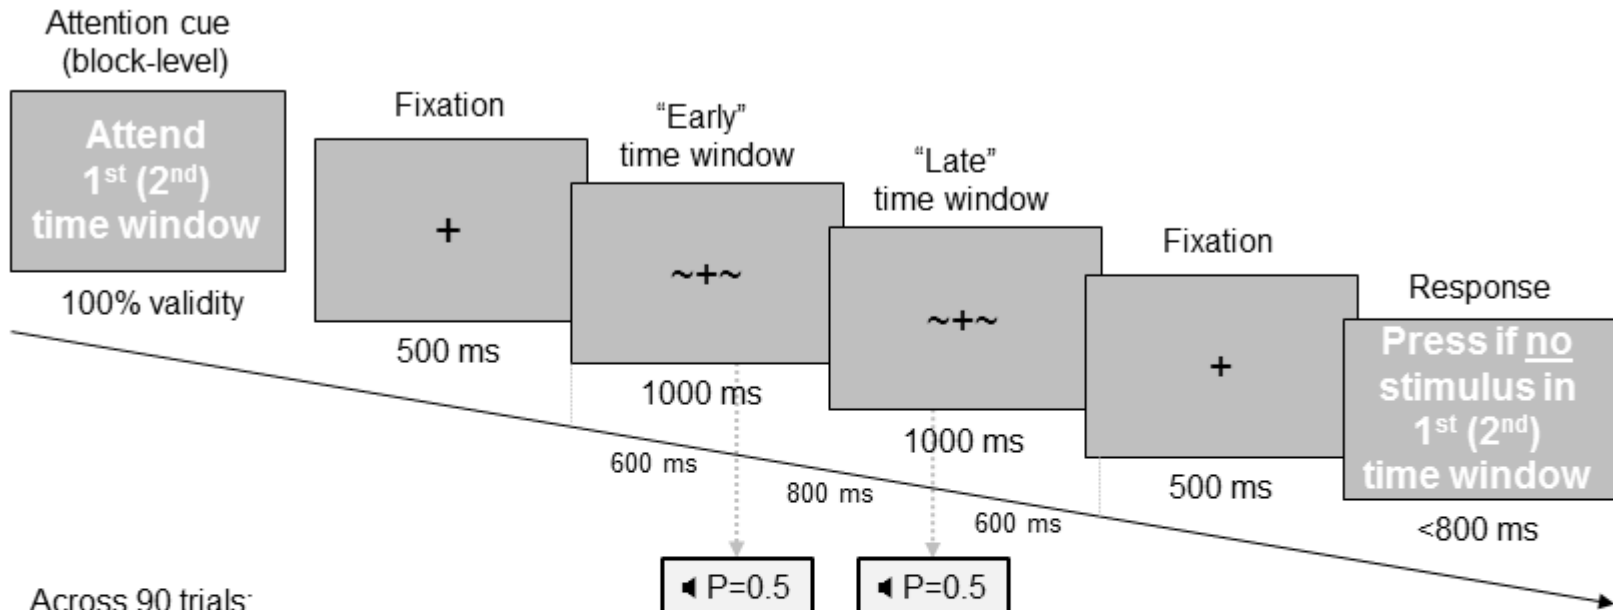 Attention cue
(block-level)
Attend
1st (2nd)
time window
100% validity
Fixation
+
500 ms
“Early”
time window
~+~
1000 ms
“Late”
time window
~+~
1000 ms
Fixation
+
500 ms
Response
Press if no
stimulus in
1st (2nd)
time window
<800 ms
600 ms
800 ms
600 ms
P=0.5
P=0.5
Across 90 trials: